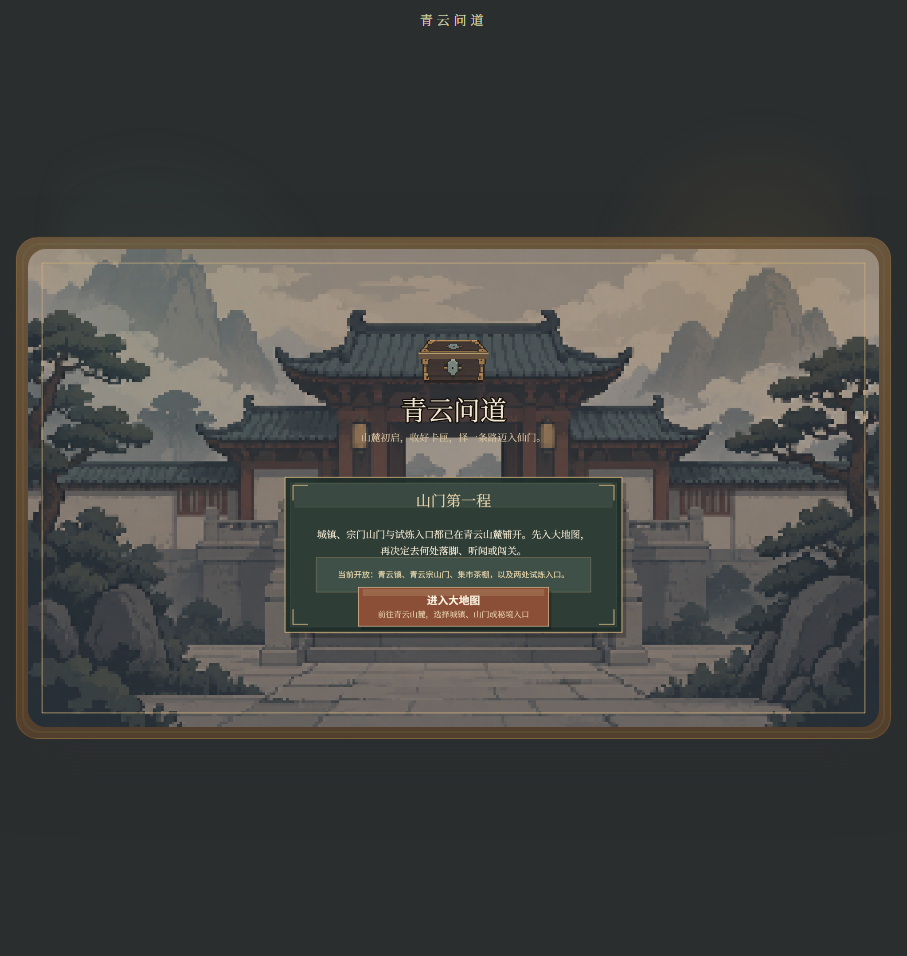 青云问道
青云问道
山麓初启，收好卡匣，择一条路迈入仙门。
山门第一程
城镇、宗门山门与试炼入口都已在青云山麓铺开。先入大地图，
再决定去何处落脚、听闻或闯关。
当前开放：青云镇、青云宗山门、集市茶棚，以及两处试炼入口。
进入大地图
前往青云山麓，选择城镇、山门或秘境入口